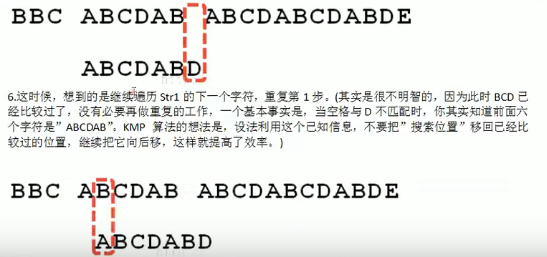 BBC ABCDAB ABCDABCDABDE
ABCDABD
6.这时候，想到的是继续遍历 Str1 的下一个字符，重复第 1 步。(其实是很不明智的，因为此时 BCD 已
经比较过了，没有必要再做重复的工作，一个基本事实是，当空格与 D 不匹配时，你其实知道前面六
个字符是”ABCDAB”。KMP 算法的想法是，设法利用这个已知信息，不要把”搜索位置”移回已经比
较过的位置，继续把它向后移，这样就提高了效率。)
BBC ABCDAB ABCDABCDABDE
ABCDABD